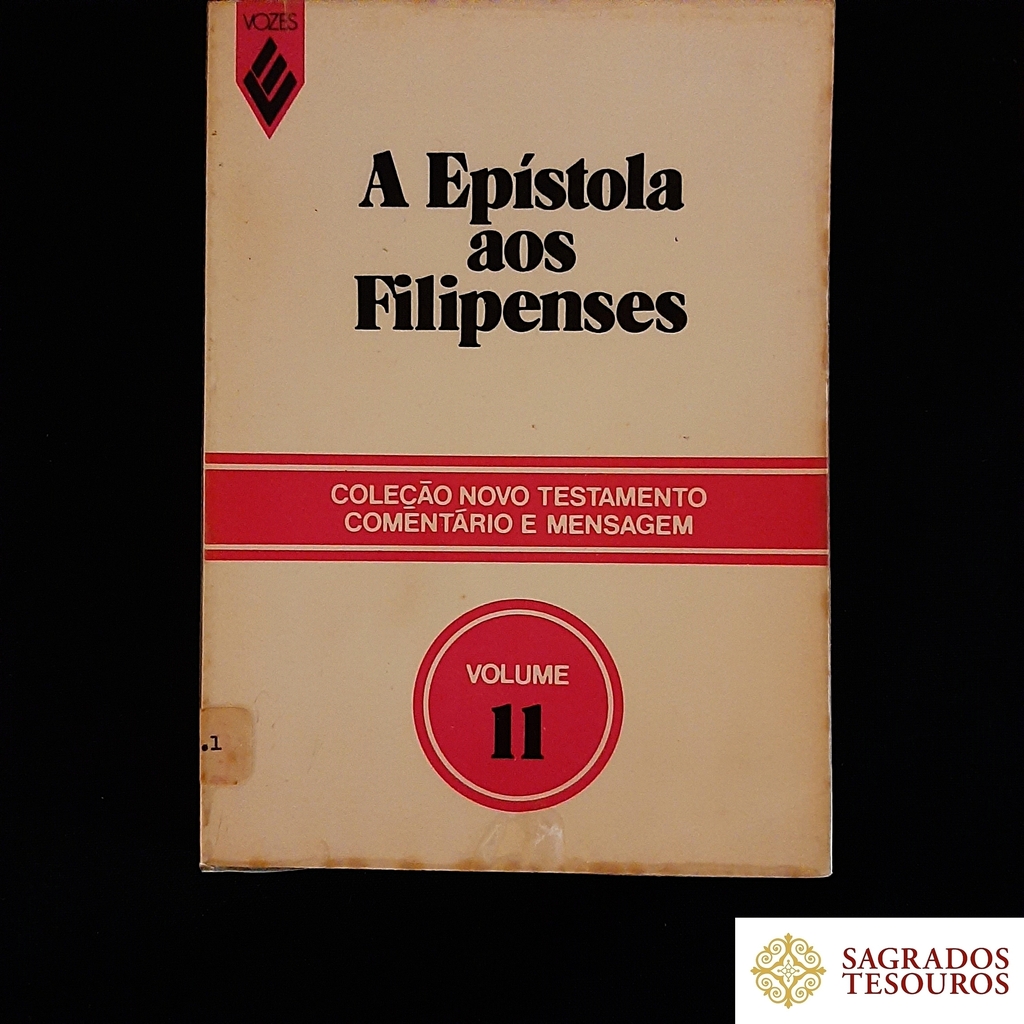 VOZES
A Epístola
aos
Filipenses
COLEÇÃO NOVO TESTAMENTO
COMENTÁRIO E MENSAGEM
VOLUME
11
.1
SAGRADOS
TESOUROS